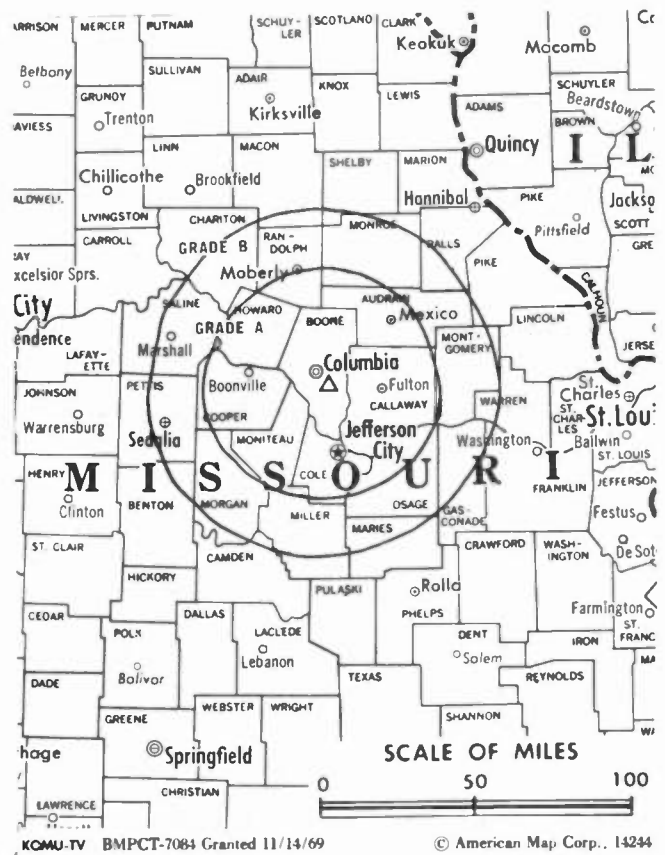 ARRISON MERCER PUTNAM SCHUY-LER SCOTLAND CLARK
Keokuk Macomb
Bethany SULLIVAN ADAIR KNOX LEWIS ADAMS SCHUYLER
GRUNDY Kirksville Beardstown
AVIESS Trenton BROWN
LINN MACON SHELBY MARION Quincy I L
Chillicothe Brookfield Hannibal PIKE Jackso
ALDWELL LIVINGSTON CHARITON MONROE Pittsfield SCOTT
CARROLL GRADE B RAN-DOLPH RALLS PIKE GRE
RAY Moberly
xcelsior Sprs. CALHOUN
City SALINE HOWARD AUDRAIN LINCOLN
endence GRADE A BOONE Mexico MONT-GOMERY JERSE
LAFAY-ETTE Marshall
Columbia St. Charles
JOHNSON PETTIS Boonville Fulton WARREN ST. CHAR-LES St.Loui
Warrensburg COOPER CALLAWAY
Sedalia MONITEAU Jefferson City Washington Ballwin
ST. LOUIS
HENRY COLE FRANKLIN JEFFERSON
M I S S O U R I
Clinton BENTON MORGAN OSAGE GAS-CONADE Festus
MILLER MARIES
ST. CLAIR CAMDEN CRAWFORD WASH-INGTON De Sot
HICKORY PULASKI Rolla
CEDAR DALLAS PHELPS Farmington
POLK LACLEDE DENT IRON ST. FRANC
Bolivar Lebanon Salem MA
DADE TEXAS REYNOLDS
WEBSTER WRIGHT
GREENE SHANNON WA
hage Springfield SCALE OF MILES
CHRISTIAN 0 50 100
LAWRENCE
KOMU-TV BMPCT-7084 Granted 11/14/69 © American Map Corp., 14244